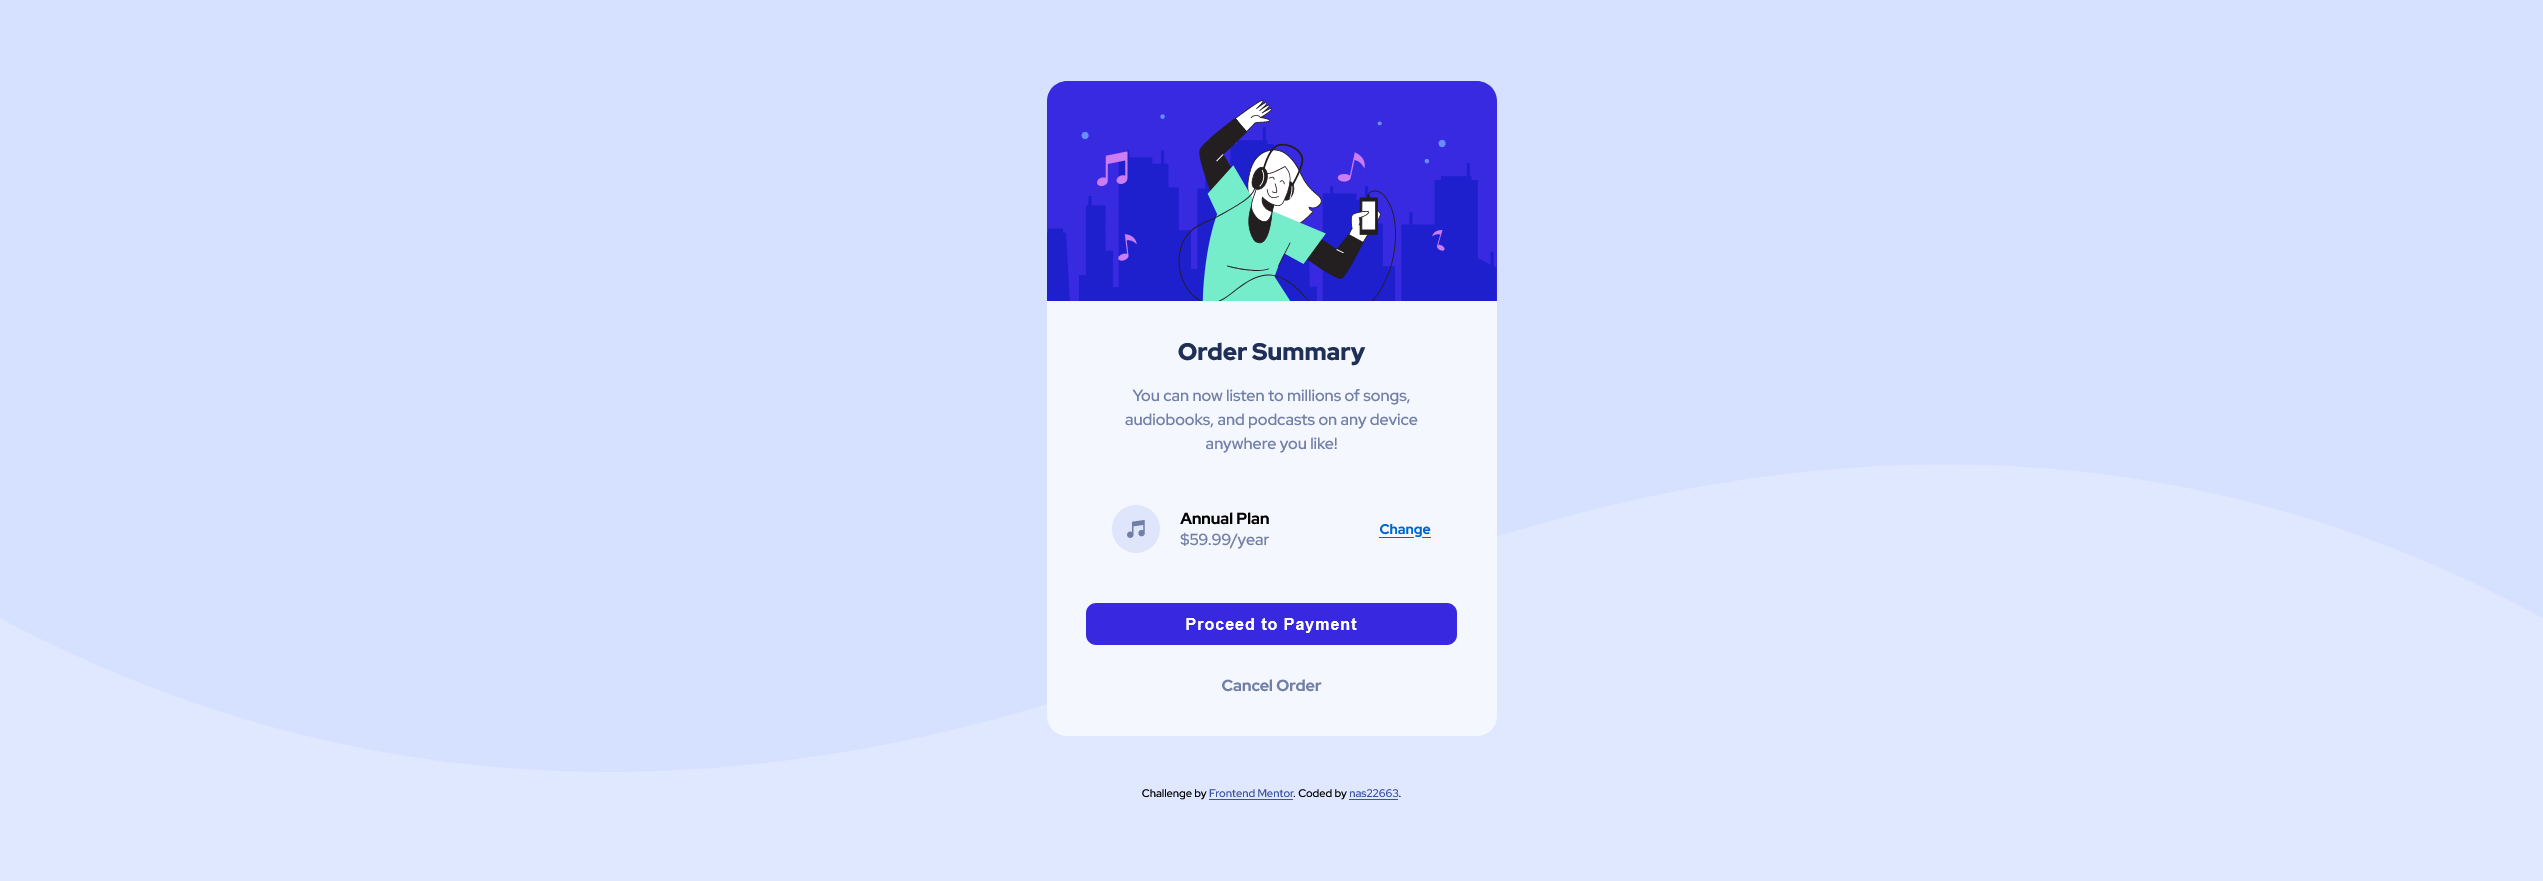 Order Summary
You can now listen to millions of songs,
audiobooks, and podcasts on any device
anywhere you like!
Annual Plan
$59.99/year
Change
Proceed to Payment
Cancel Order
Challenge by Frontend Mentor. Coded by nas22663.